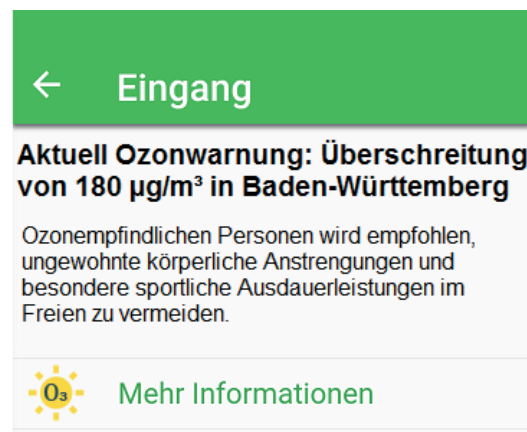 Eingang
Aktuell Ozonwarnung: Überschreitung
von 180 µg/m³ in Baden-Württemberg
Ozonempfindlichen Personen wird empfohlen,
ungewohnte körperliche Anstrengungen und
besondere sportliche Ausdauerleistungen im
Freien zu vermeiden.
O₃ Mehr Informationen